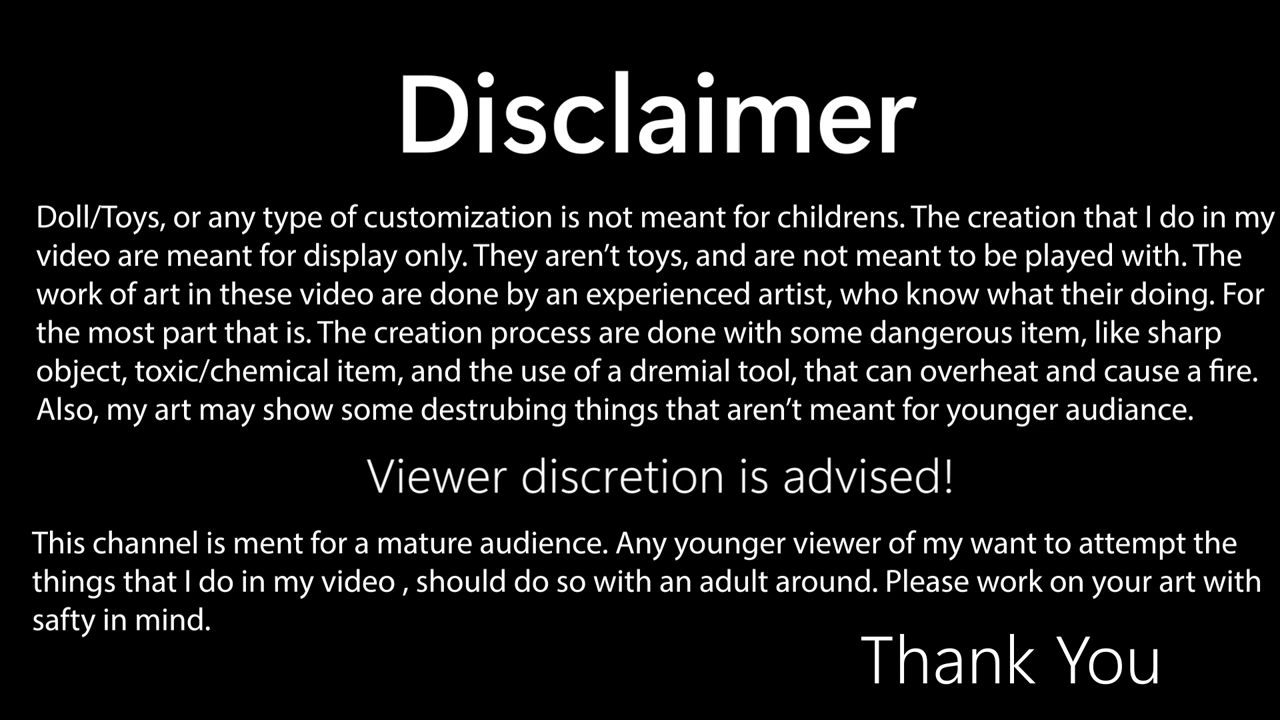 Disclaimer
Doll/Toys, or any type of customization is not meant for childrens. The creation that I do in my
video are meant for display only. They aren’t toys, and are not meant to be played with. The
work of art in these video are done by an experienced artist, who know what their doing. For
the most part that is. The creation process are done with some dangerous item, like sharp
object, toxic/chemical item, and the use of a dremial tool, that can overheat and cause a fire.
Also, my art may show some destrubing things that aren’t meant for younger audiance.
Viewer discretion is advised!
This channel is ment for a mature audience. Any younger viewer of my want to attempt the
things that I do in my video , should do so with an adult around. Please work on your art with
safty in mind.
Thank You